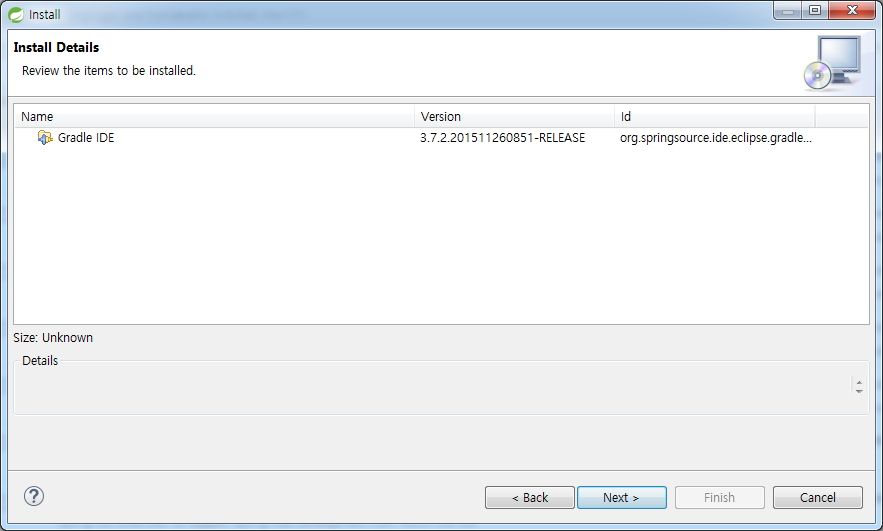 Install
Install Details
Review the items to be installed.
Name Version Id
Gradle IDE 3.7.2.201511260851-RELEASE org.springsource.ide.eclipse.gradle...
Size: Unknown
Details
? < Back Next > Finish Cancel